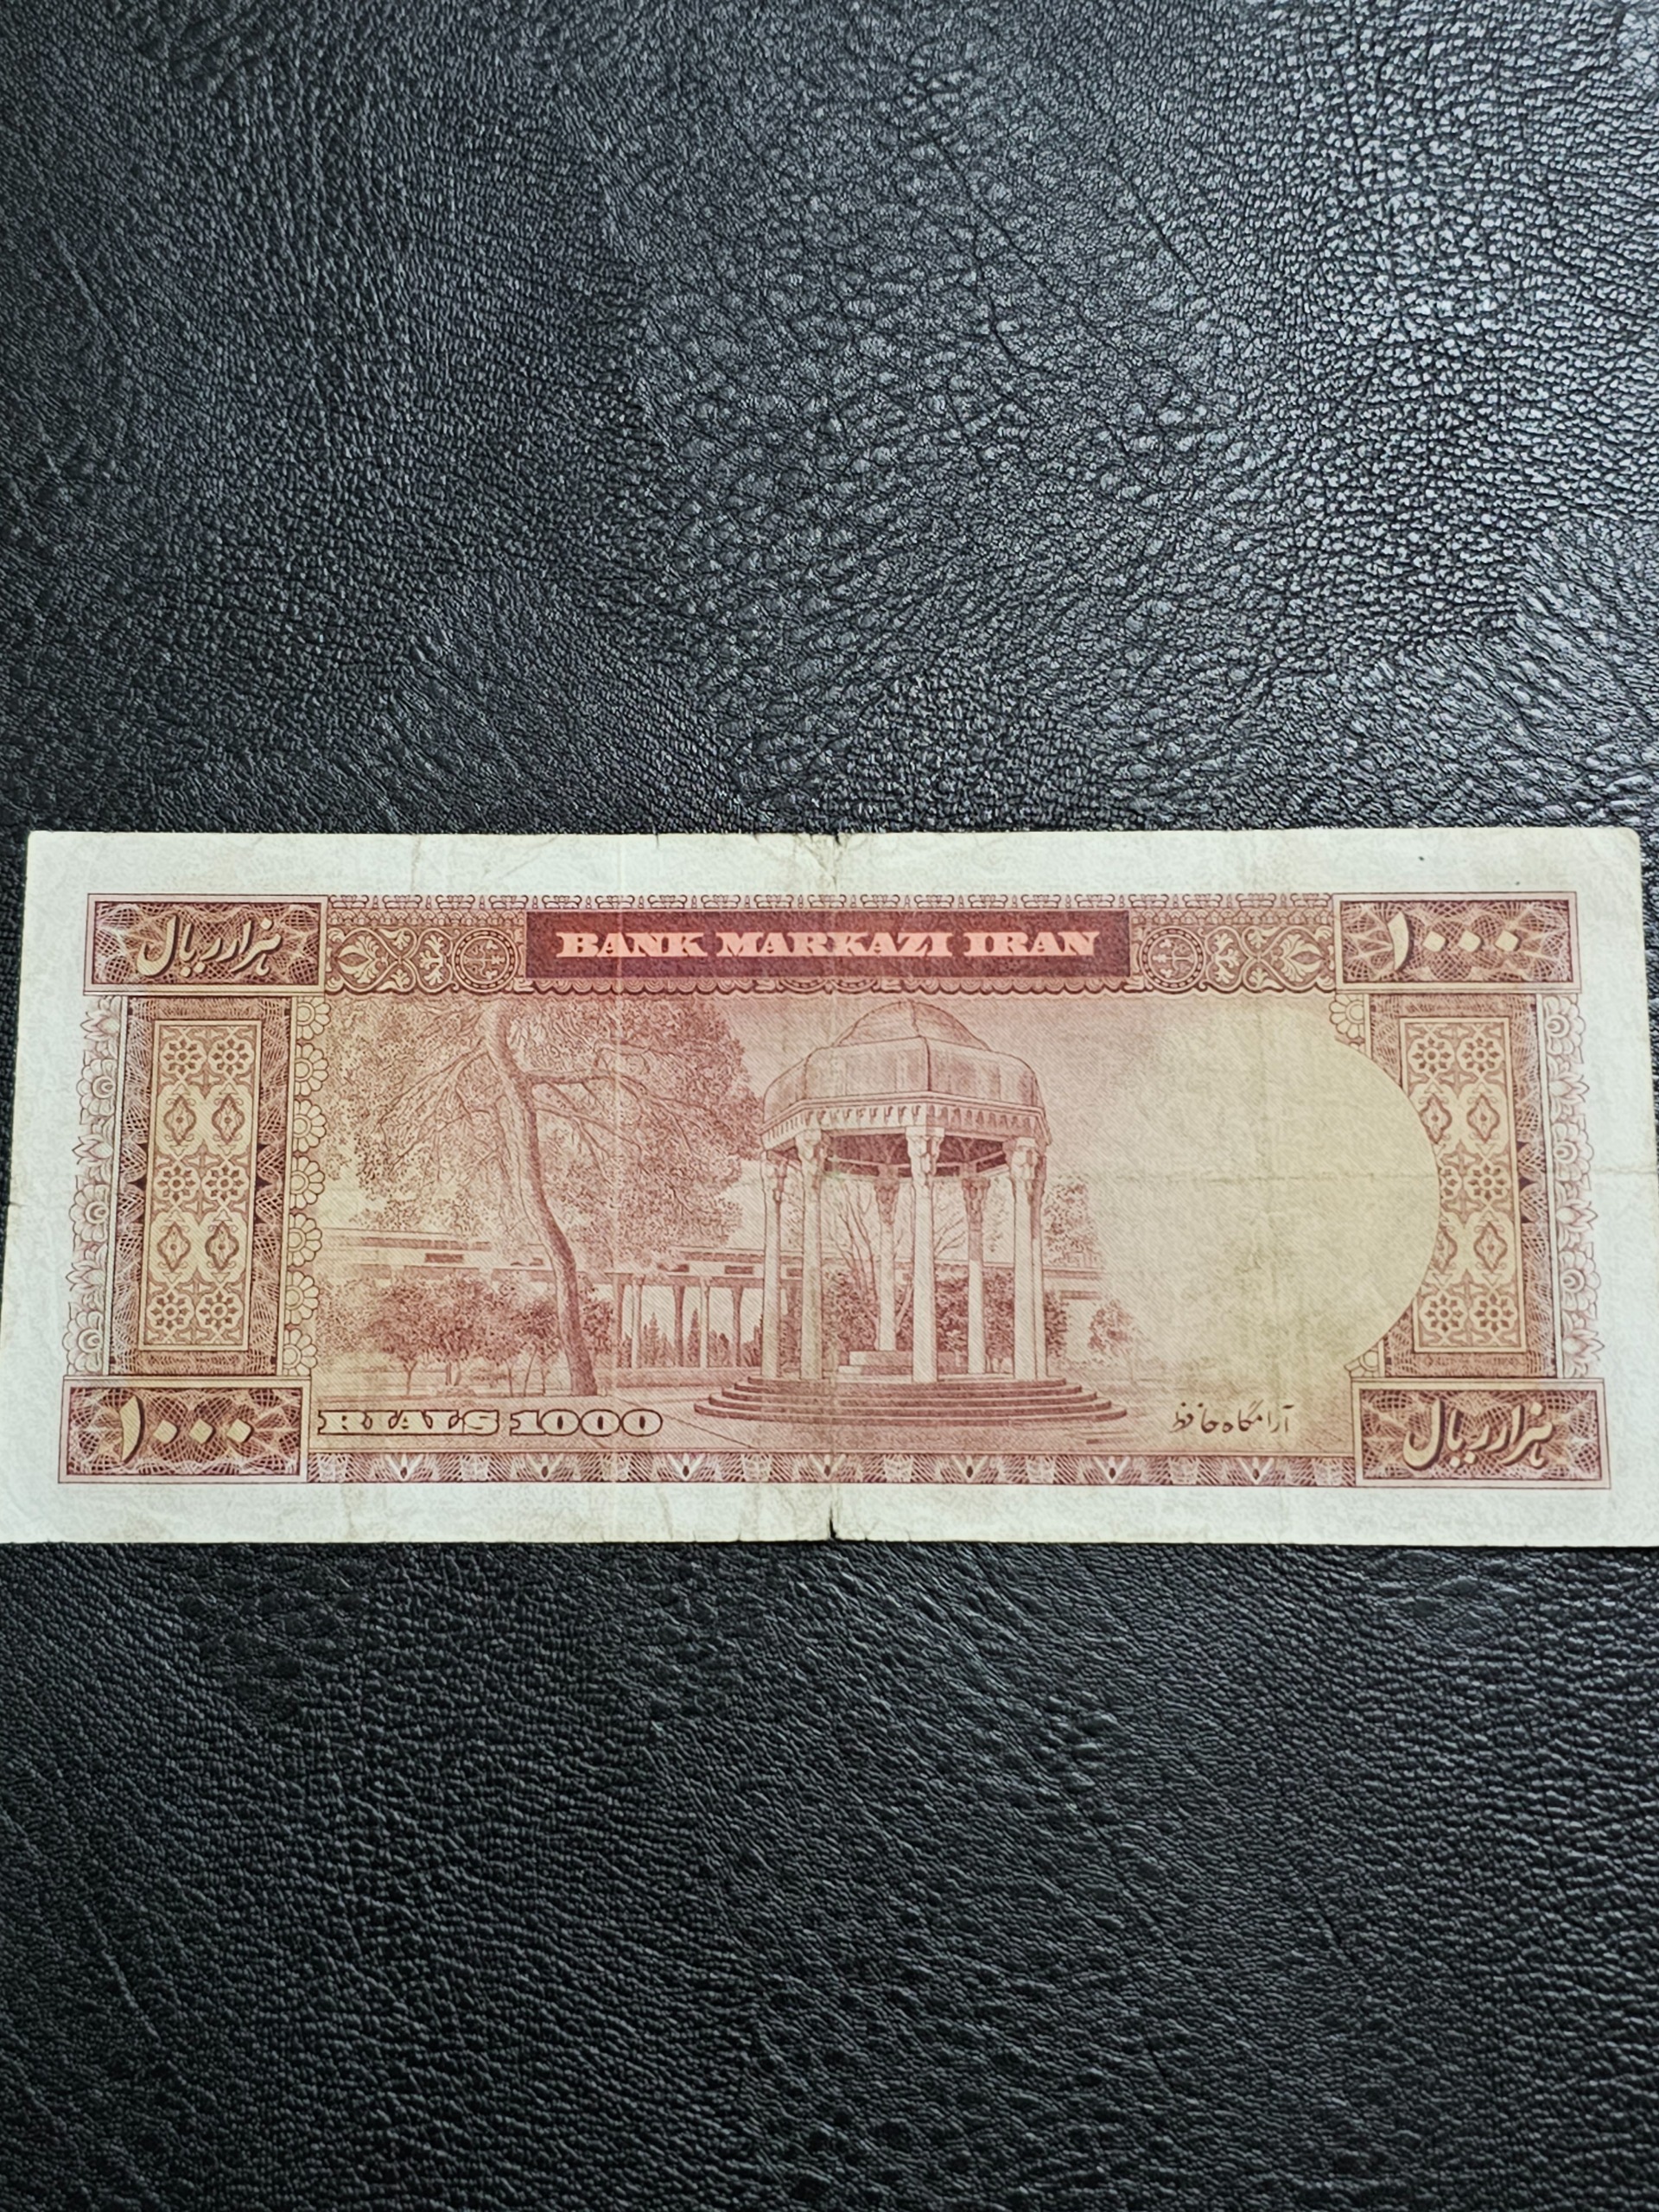 هزار ریال
BANK MARKAZI IRAN
۱۰۰۰
۱۰۰۰
RIALS 1000
آرامگاه حافظ
هزار ریال